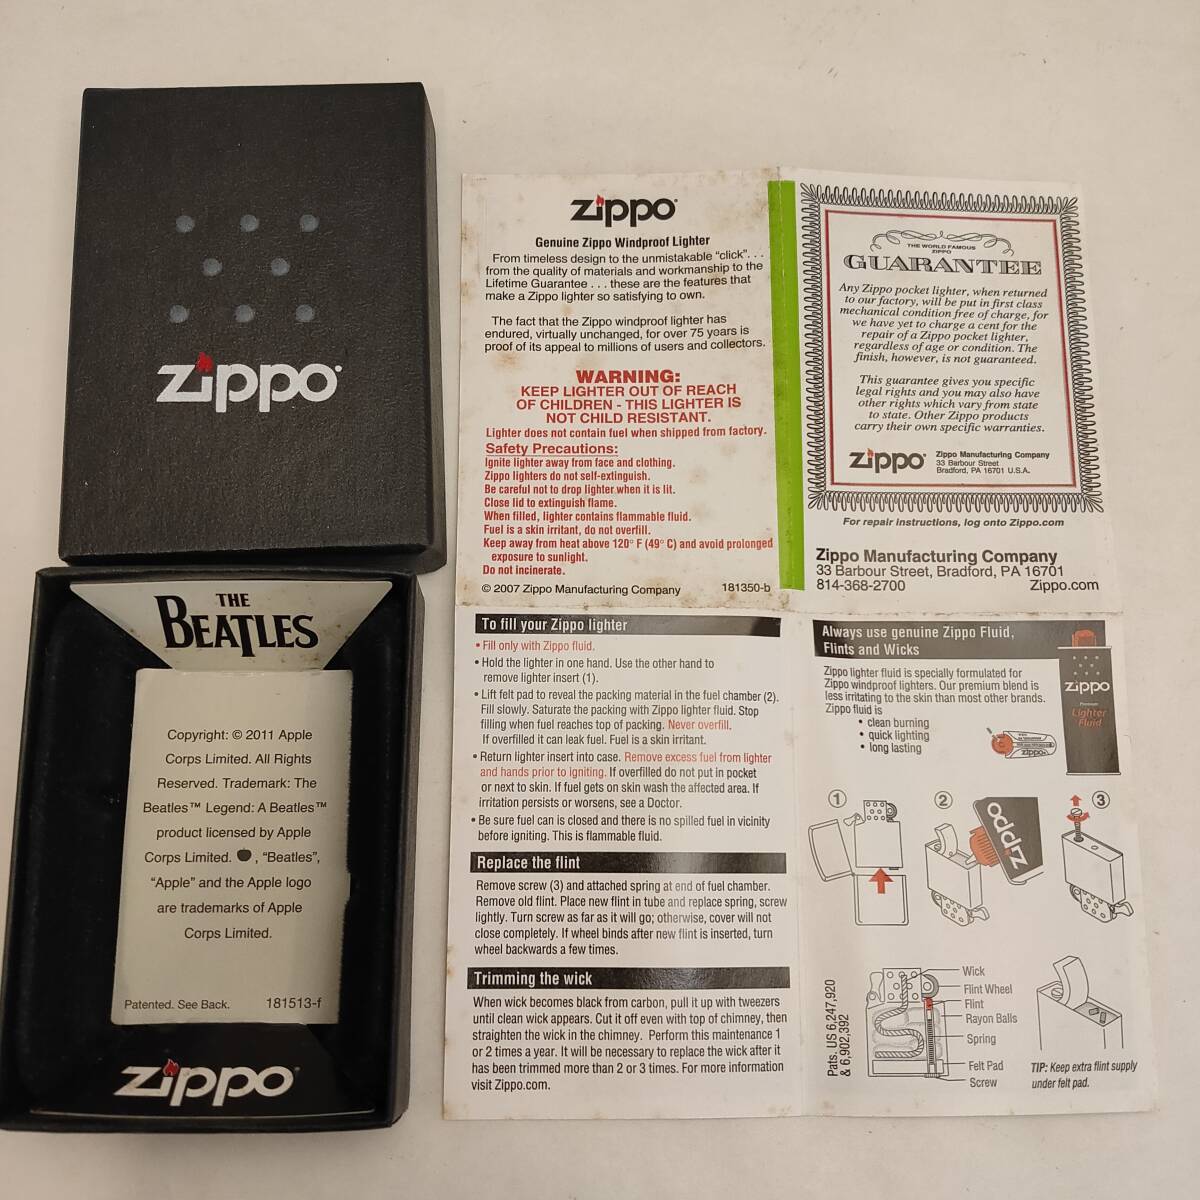 zippo
THE
BEATLES
Copyright: © 2011 Apple
Corps Limited. All Rights
Reserved. Trademark: The
Beatles™ Legend: A Beatles™
product licensed by Apple
Corps Limited. , “Beatles”,
“Apple” and the Apple logo
are trademarks of Apple
Corps Limited.
Patented. See Back. 181513-f
zippo
zippo
Genuine Zippo Windproof Lighter
From timeless design to the unmistakable “click”. . .
from the quality of materials and workmanship to the
Lifetime Guarantee . . . these are the features that
make a Zippo lighter so satisfying to own.
The fact that the Zippo windproof lighter has
endured, virtually unchanged, for over 75 years is
proof of its appeal to millions of users and collectors.
WARNING:
KEEP LIGHTER OUT OF REACH
OF CHILDREN - THIS LIGHTER IS
NOT CHILD RESISTANT.
Lighter does not contain fuel when shipped from factory.
Safety Precautions:
Ignite lighter away from face and clothing.
Zippo lighters do not self-extinguish.
Be careful not to drop lighter when it is lit.
Close lid to extinguish flame.
When filled, lighter contains flammable fluid.
Fuel is a skin irritant, do not overfill.
Keep away from heat above 120° F (49° C) and avoid prolonged
exposure to sunlight.
Do not incinerate.
© 2007 Zippo Manufacturing Company 181350-b
THE WORLD FAMOUS
ZIPPO
GUARANTEE
Any Zippo pocket lighter, when returned
to our factory, will be put in first class
mechanical condition free of charge, for
we have yet to charge a cent for the
repair of a Zippo pocket lighter,
regardless of age or condition. The
finish, however, is not guaranteed.
This guarantee gives you specific
legal rights and you may also have
other rights which vary from state
to state. Other Zippo products
carry their own specific warranties.
zippo
Zippo Manufacturing Company
33 Barbour Street
Bradford, PA 16701 U.S.A.
For repair instructions, log onto Zippo.com
Zippo Manufacturing Company
33 Barbour Street, Bradford, PA 16701
814-368-2700 Zippo.com
To fill your Zippo lighter
• Fill only with Zippo fluid.
• Hold the lighter in one hand. Use the other hand to
remove lighter insert (1).
• Lift felt pad to reveal the packing material in the fuel chamber (2).
Fill slowly. Saturate the packing with Zippo lighter fluid. Stop
filling when fuel reaches top of packing. Never overfill.
If overfilled it can leak fuel. Fuel is a skin irritant.
• Return lighter insert into case. Remove excess fuel from lighter
and hands prior to igniting. If overfilled do not put in pocket
or next to skin. If fuel gets on skin wash the affected area. If
irritation persists or worsens, see a Doctor.
• Be sure fuel can is closed and there is no spilled fuel in vicinity
before igniting. This is flammable fluid.
Replace the flint
Remove screw (3) and attached spring at end of fuel chamber.
Remove old flint. Place new flint in tube and replace spring, screw
lightly. Turn screw as far as it will go; otherwise, cover will not
close completely. If wheel binds after new flint is inserted, turn
wheel backwards a few times.
Trimming the wick
When wick becomes black from carbon, pull it up with tweezers
until clean wick appears. Cut it off even with top of chimney, then
straighten the wick in the chimney. Perform this maintenance 1
or 2 times a year. It will be necessary to replace the wick after it
has been trimmed more than 2 or 3 times. For more information
visit Zippo.com.
Always use genuine Zippo Fluid,
Flints and Wicks
Zippo lighter fluid is specially formulated for
Zippo windproof lighters. Our premium blend is
less irritating to the skin than most other brands.
Zippo fluid is
• clean burning
• quick lighting
• long lasting
zippo
Premium
Lighter
Fluid
zippo
1
2
3
zippo
Pats. US 6,247,920
& 6,902,392
Wick
Flint Wheel
Flint
Rayon Balls
Spring
Felt Pad
Screw
TIP: Keep extra flint supply
under felt pad.